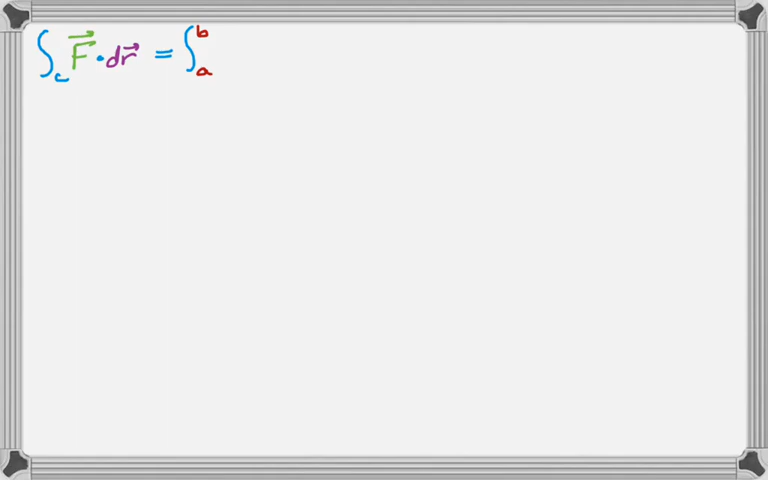 ∫_c F⃗ · dr⃗ = ∫_a^b